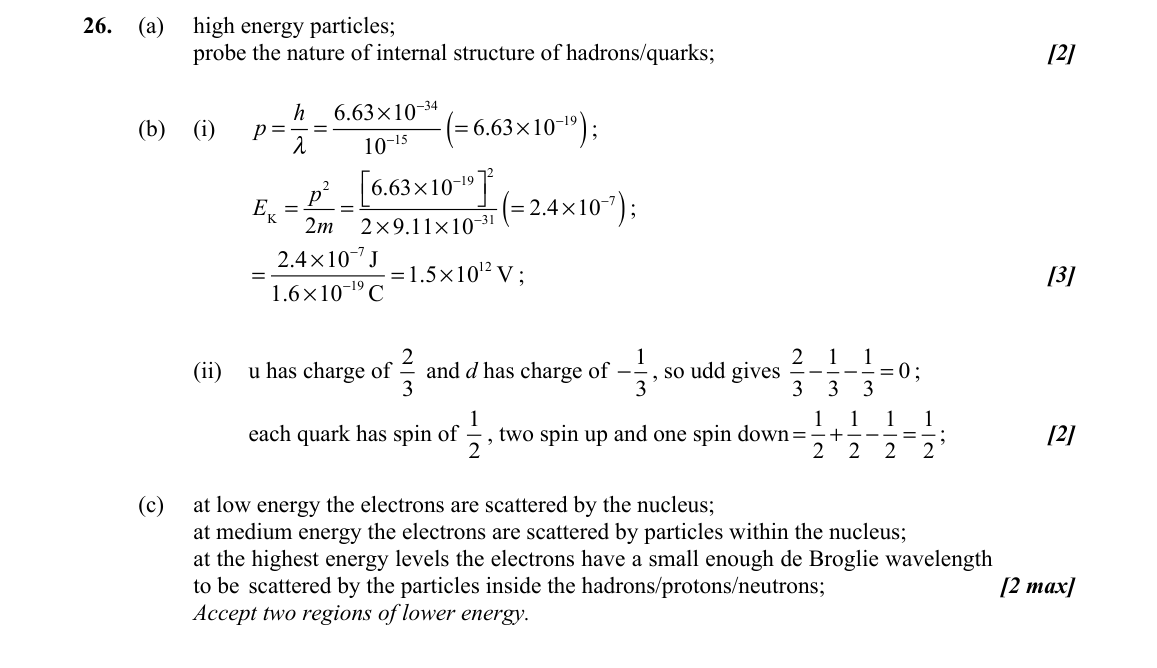 26. (a) high energy particles;
probe the nature of internal structure of hadrons/quarks; [2]
(b) (i) p = h/λ = 6.63×10⁻³⁴/10⁻¹⁵ (= 6.63×10⁻¹⁹);
E_K = p²/2m = [6.63×10⁻¹⁹]²/2×9.11×10⁻³¹ (= 2.4×10⁻⁷);
= 2.4×10⁻⁷ J/1.6×10⁻¹⁹ C = 1.5×10¹² V; [3]
(ii) u has charge of 2/3 and d has charge of −1/3, so udd gives 2/3 − 1/3 − 1/3 = 0;
each quark has spin of 1/2, two spin up and one spin down = 1/2 + 1/2 − 1/2 = 1/2; [2]
(c) at low energy the electrons are scattered by the nucleus;
at medium energy the electrons are scattered by particles within the nucleus;
at the highest energy levels the electrons have a small enough de Broglie wavelength
to be scattered by the particles inside the hadrons/protons/neutrons; [2 max]
Accept two regions of lower energy.